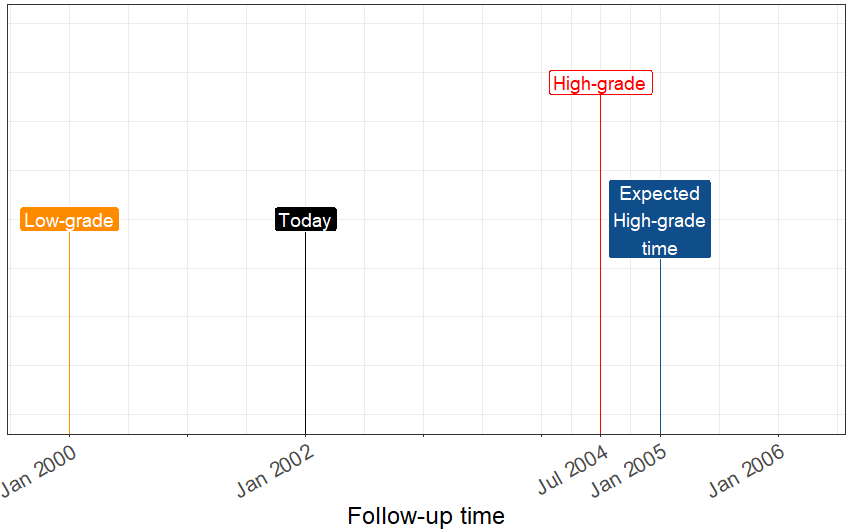 High-grade
Expected
High-grade
time
Low-grade
Today
Jan 2000
Jan 2002
Jul 2004
Jan 2005
Jan 2006
Follow-up time